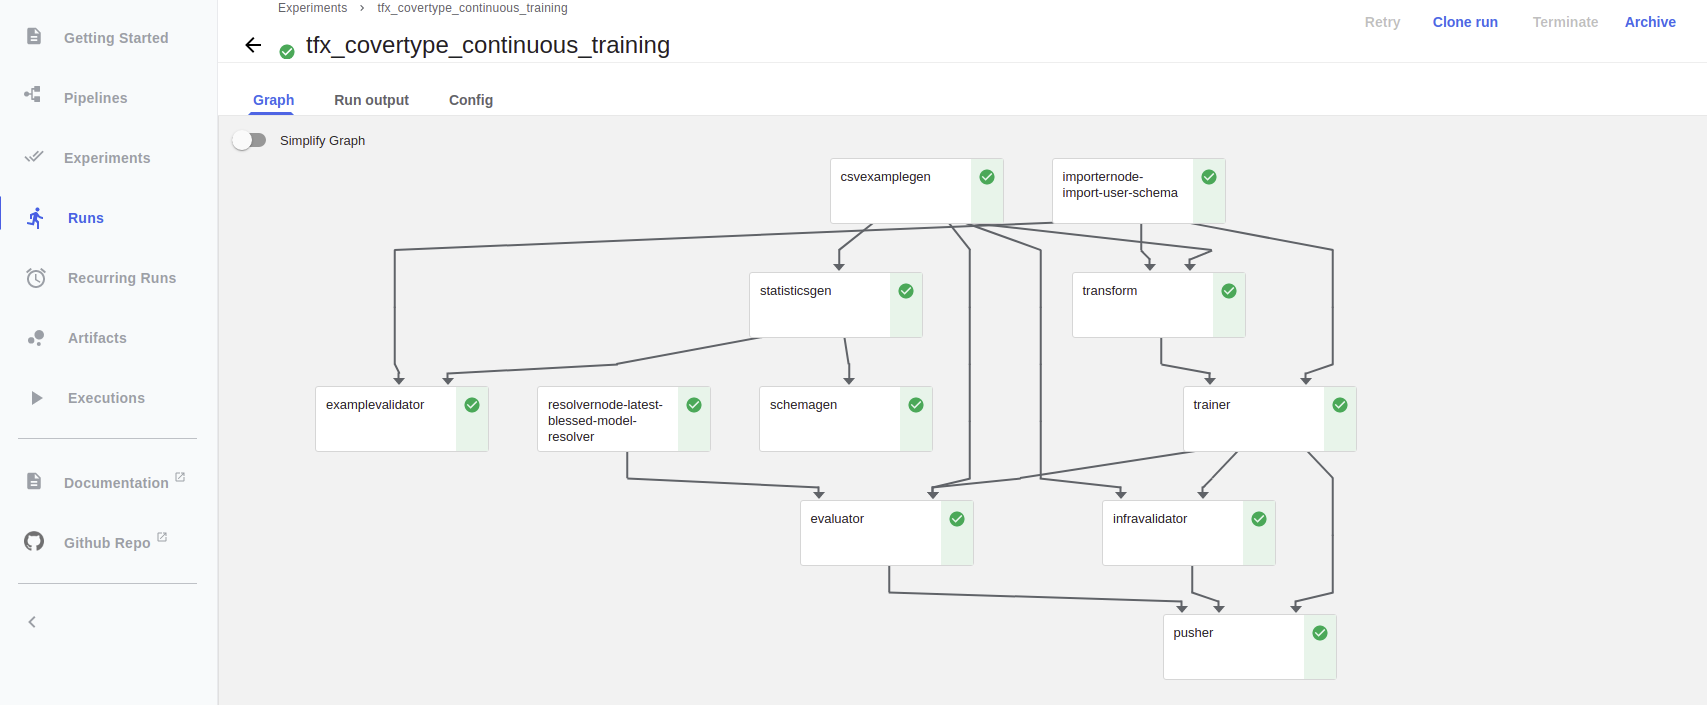 Experiments > tfx_covertype_continuous_training
tfx_covertype_continuous_training
Retry
Clone run
Terminate
Archive
Getting Started
Pipelines
Experiments
Runs
Recurring Runs
Artifacts
Executions
Documentation
Github Repo
Graph
Run output
Config
Simplify Graph
csvexamplegen
importernode-
import-user-schema
statisticsgen
transform
examplevalidator
resolvernode-latest-
blessed-model-
resolver
schemagen
trainer
evaluator
infravalidator
pusher